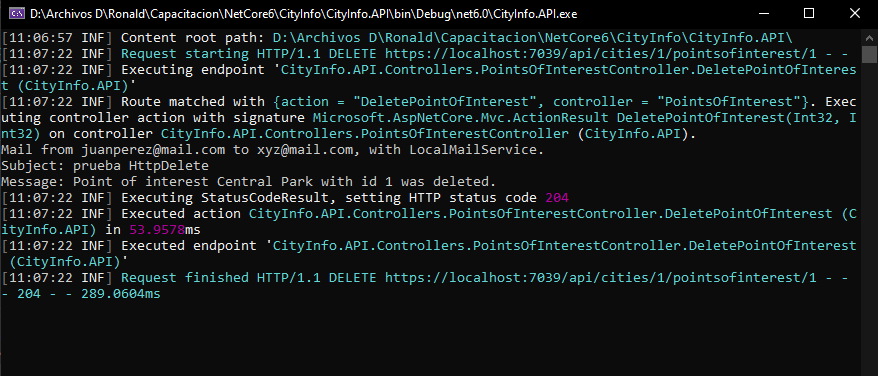 D:\Archivos D\Ronald\Capacitacion\NetCore6\CityInfo\CityInfo.API\bin\Debug\net6.0\CityInfo.API.exe
[11:06:57 INF] Content root path: D:\Archivos D\Ronald\Capacitacion\NetCore6\CityInfo\CityInfo.API\
[11:07:22 INF] Request starting HTTP/1.1 DELETE https://localhost:7039/api/cities/1/pointsofinterest/1 - -
[11:07:22 INF] Executing endpoint 'CityInfo.API.Controllers.PointsOfInterestController.DeletePointOfInteres
t (CityInfo.API)'
[11:07:22 INF] Route matched with {action = "DeletePointOfInterest", controller = "PointsOfInterest"}. Exec
uting controller action with signature Microsoft.AspNetCore.Mvc.ActionResult DeletePointOfInterest(Int32, I
nt32) on controller CityInfo.API.Controllers.PointsOfInterestController (CityInfo.API).
Mail from juanperez@mail.com to xyz@mail.com, with LocalMailService.
Subject: prueba HttpDelete
Message: Point of interest Central Park with id 1 was deleted.
[11:07:22 INF] Executing StatusCodeResult, setting HTTP status code 204
[11:07:22 INF] Executed action CityInfo.API.Controllers.PointsOfInterestController.DeletePointOfInterest (C
ityInfo.API) in 53.9578ms
[11:07:22 INF] Executed endpoint 'CityInfo.API.Controllers.PointsOfInterestController.DeletePointOfInterest
 (CityInfo.API)'
[11:07:22 INF] Request finished HTTP/1.1 DELETE https://localhost:7039/api/cities/1/pointsofinterest/1 - -
- 204 - - 289.0604ms